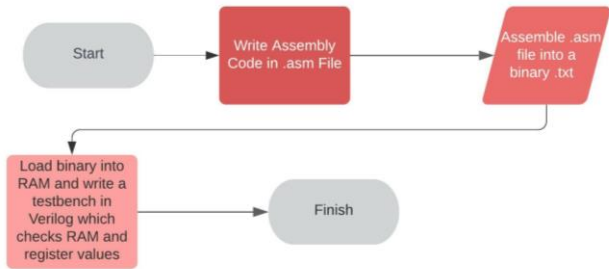 Start
Write Assembly
Code in .asm File
Assemble .asm
file into a
binary .txt
Load binary into
RAM and write a
testbench in
Verilog which
checks RAM and
register values
Finish